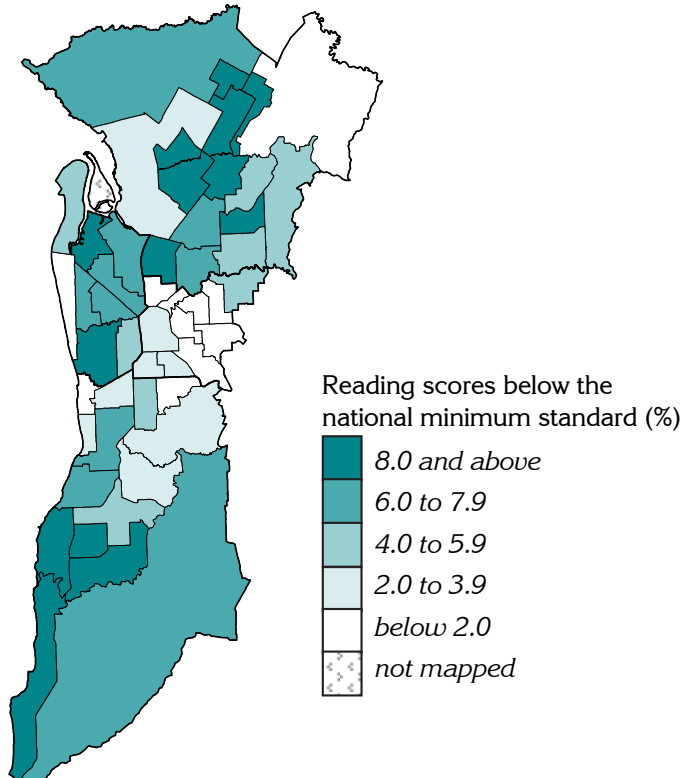 Reading scores below the
national minimum standard (%)
8.0 and above
6.0 to 7.9
4.0 to 5.9
2.0 to 3.9
below 2.0
not mapped